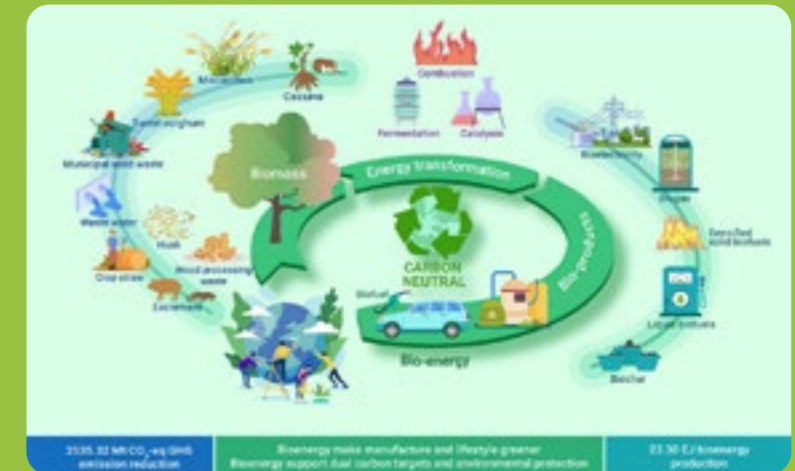 Miscanthus
Cassava
Sweet sorghum
Municipal solid waste
Waste water
Husk
Crop straw
Wood processing
waste
Excrement
Biomass
Combustion
Fermentation
Catalysis
Energy transformation
CARBON
NEUTRAL
Bio-products
Biofuel
Bio-energy
Bioelectricity
Biogas
Densified
solid biofuels
Liquid biofuels
Biochar
emission reduction
Bioenergy make manufacture and lifestyle greener
Bioenergy support dual carbon targets and environmental protection
production